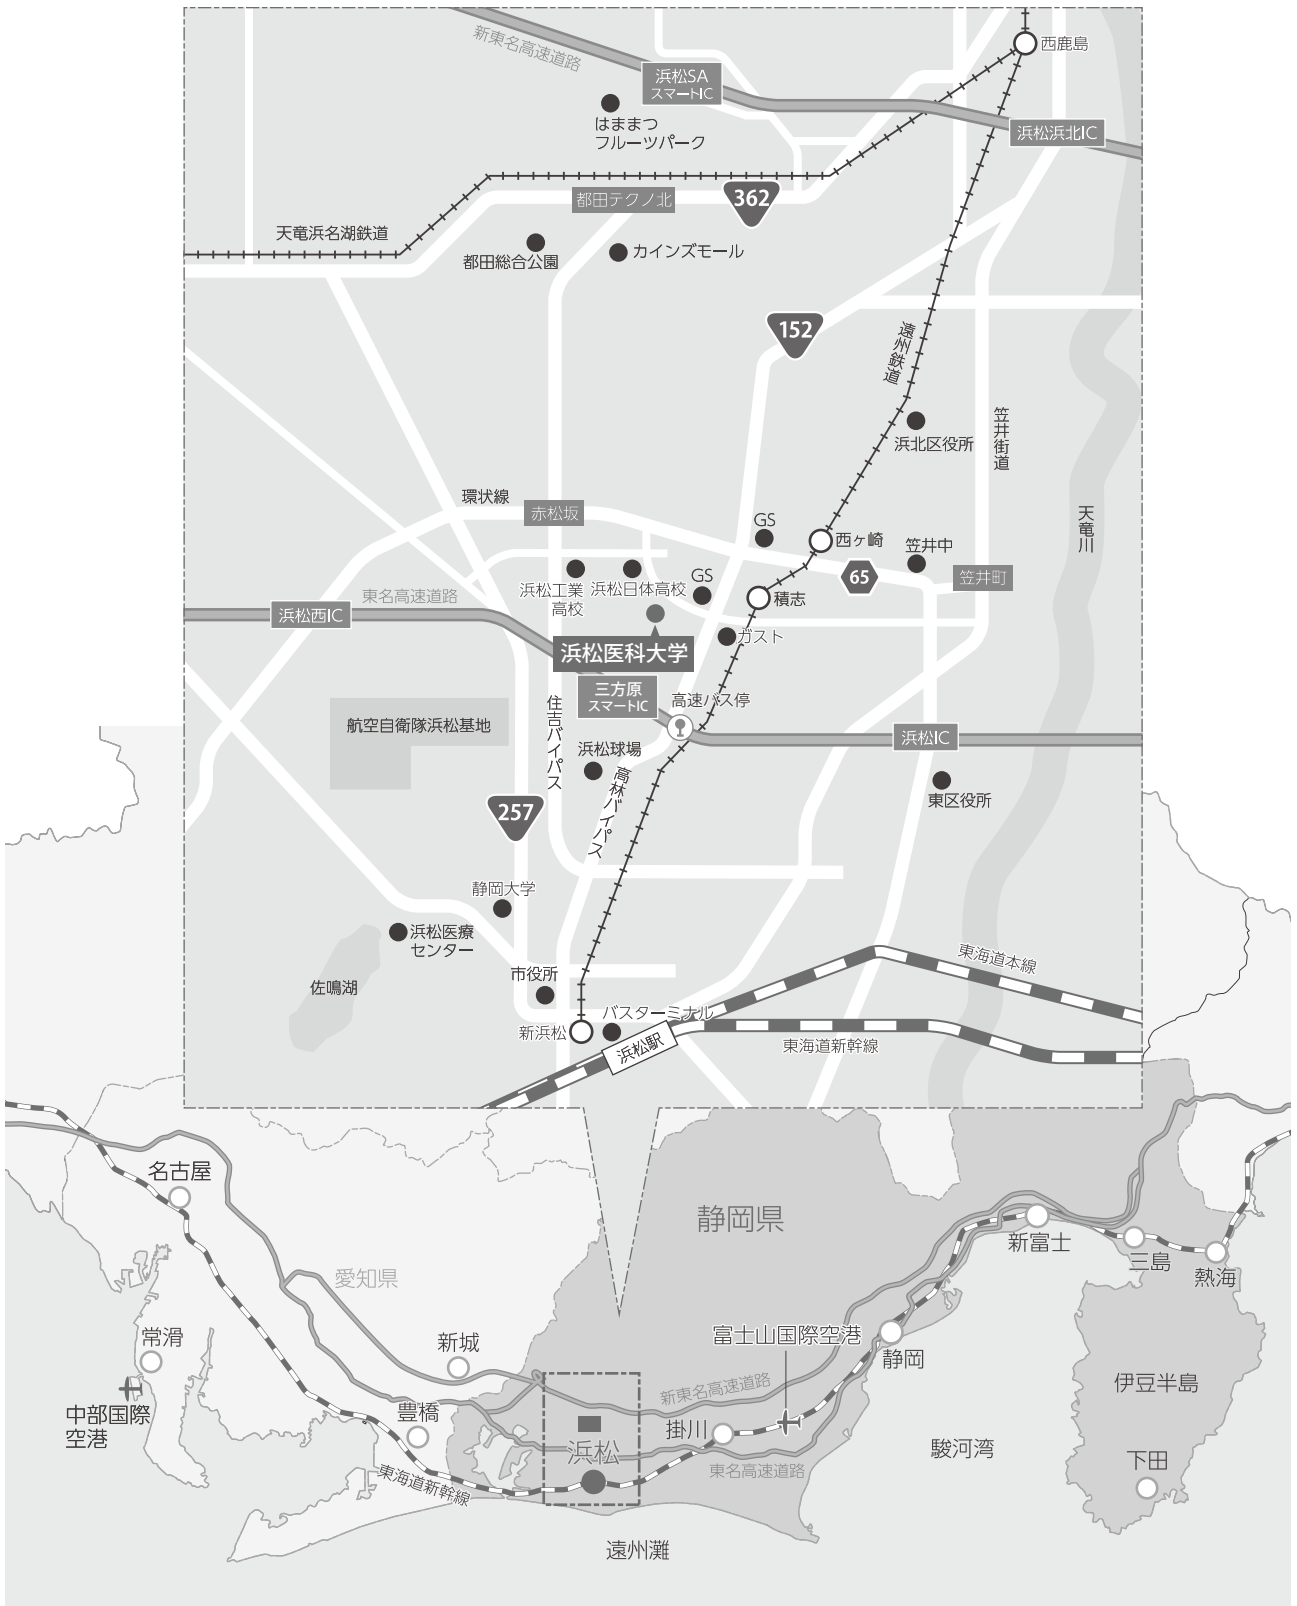 新東名高速道路
西鹿島
浜松SA
スマートIC
はままつ
フルーツパーク
浜松浜北IC
都田テクノ北
362
天竜浜名湖鉄道
都田総合公園
カインズモール
152
遠州鉄道
浜北区役所
笠井街道
環状線
赤松坂
GS
西ヶ崎
笠井中
天竜川
浜松工業
高校
浜松日体高校
GS
65
笠井町
東名高速道路
浜松西IC
積志
ガスト
浜松医科大学
三方原
スマートIC
高速バス停
航空自衛隊浜松基地
住吉バイパス
浜松球場
浜松IC
高林バイパス
東区役所
257
静岡大学
浜松医療
センター
佐鳴湖
市役所
東海道本線
新浜松
バスターミナル
浜松駅
東海道新幹線
名古屋
静岡県
新富士
三島
熱海
愛知県
常滑
新城
富士山国際空港
静岡
中部国際
空港
新東名高速道路
伊豆半島
豊橋
掛川
浜松
駿河湾
東名高速道路
下田
東海道新幹線
遠州灘